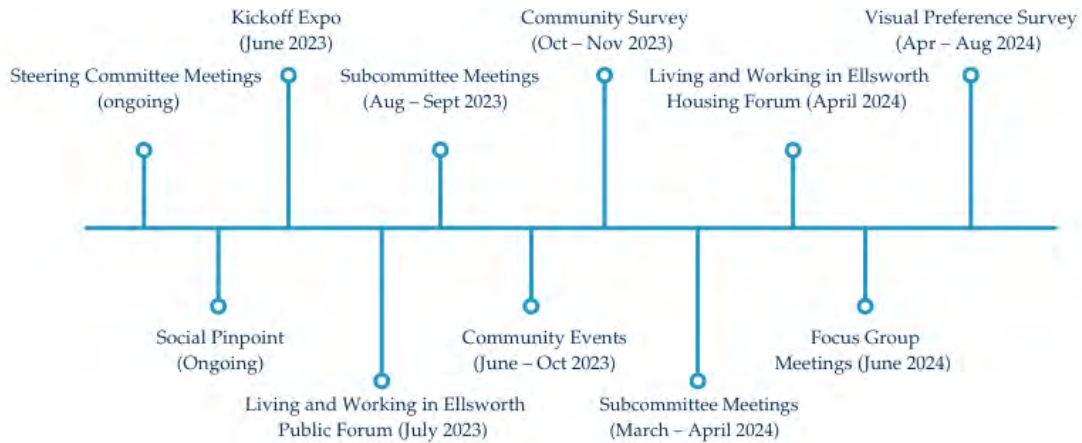 Kickoff Expo
(June 2023)
Community Survey
(Oct – Nov 2023)
Visual Preference Survey
(Apr – Aug 2024)
Steering Committee Meetings
(ongoing)
Subcommittee Meetings
(Aug – Sept 2023)
Living and Working in Ellsworth
Housing Forum (April 2024)
Social Pinpoint
(Ongoing)
Community Events
(June – Oct 2023)
Focus Group
Meetings (June 2024)
Living and Working in Ellsworth
Public Forum (July 2023)
Subcommittee Meetings
(March – April 2024)